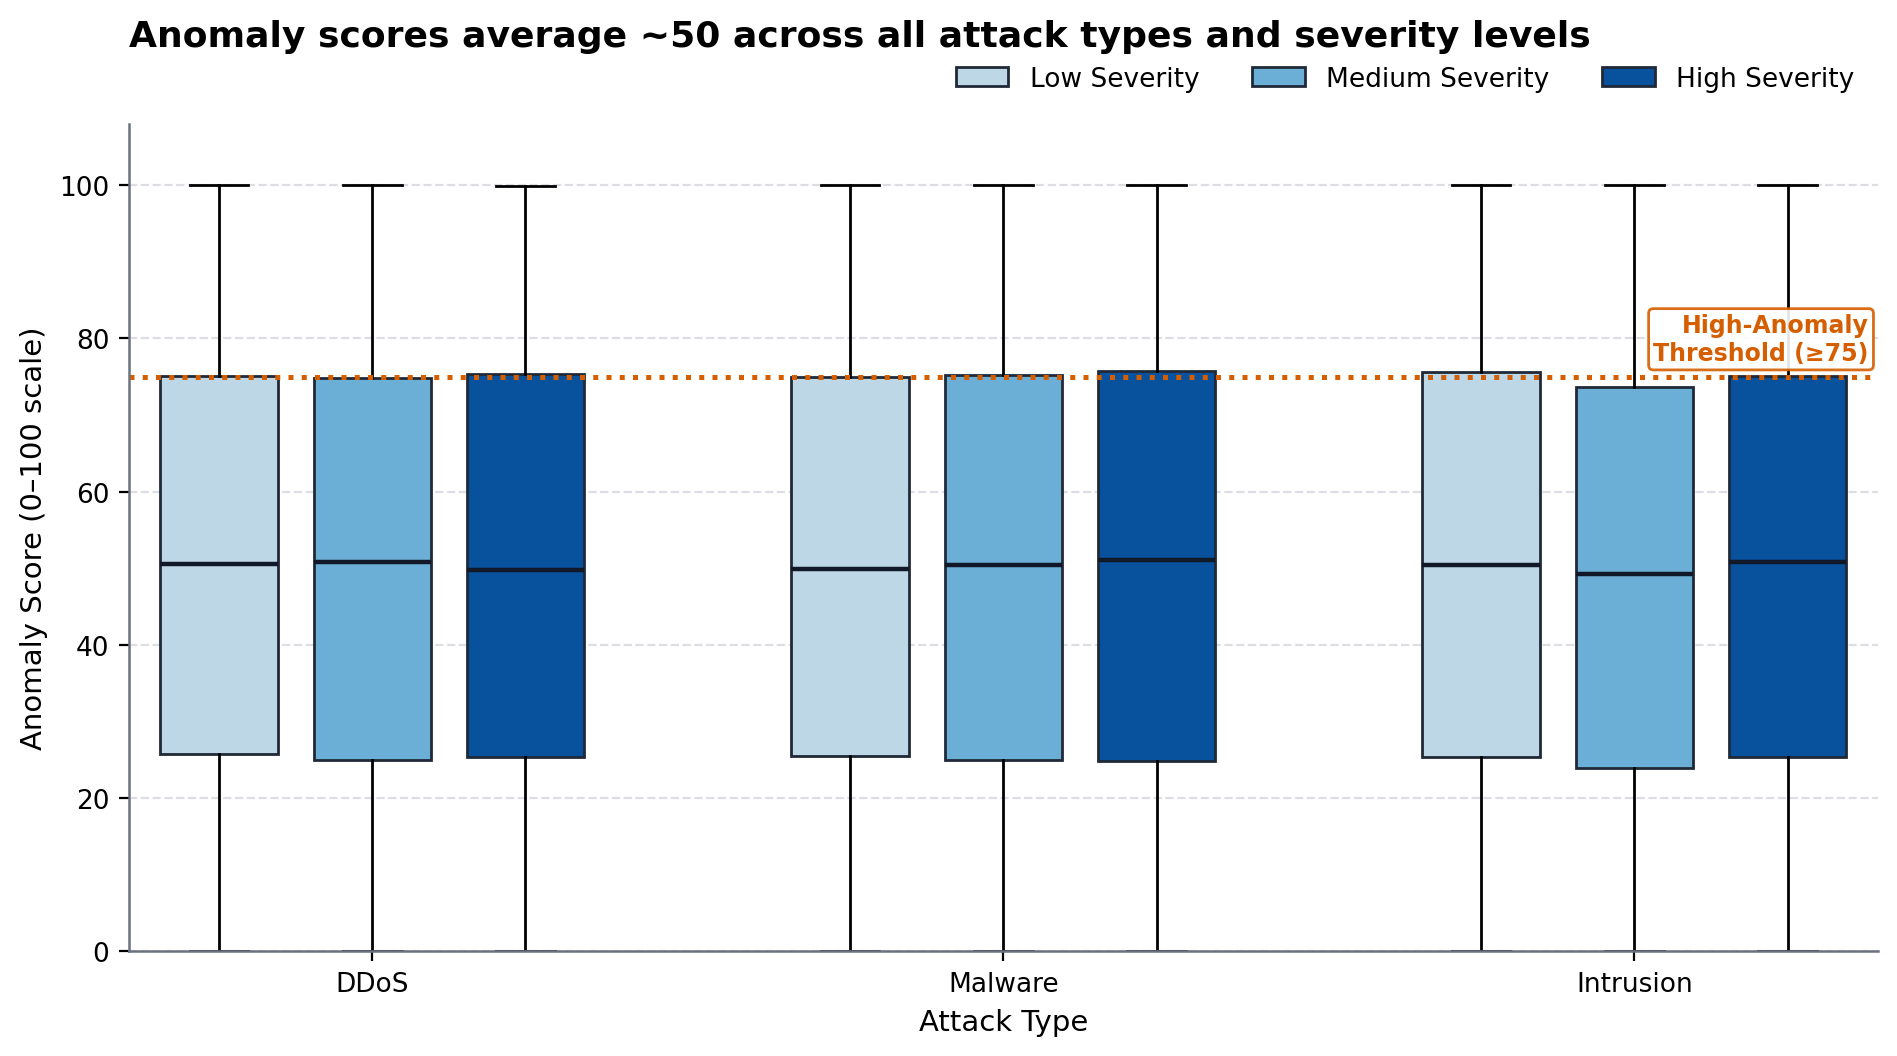 Anomaly scores average ~50 across all attack types and severity levels
Low Severity
Medium Severity
High Severity
Anomaly Score (0–100 scale)
100
80
60
40
20
0
High-Anomaly
Threshold (≥75)
DDoS
Malware
Intrusion
Attack Type